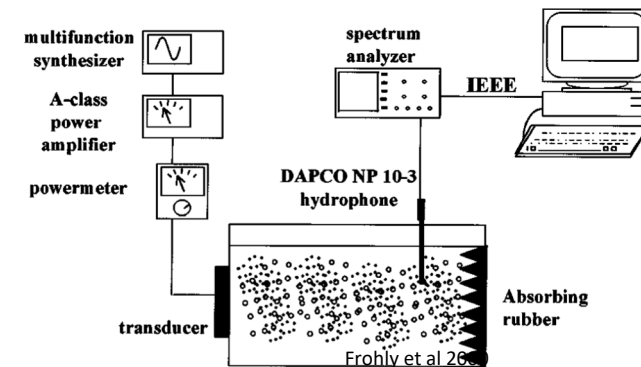 multifunction
synthesizer
A-class
power
amplifier
powermeter
transducer
spectrum
analyzer
IEEE
DAPCO NP 10-3
hydrophone
Absorbing
rubber
Frohly et al